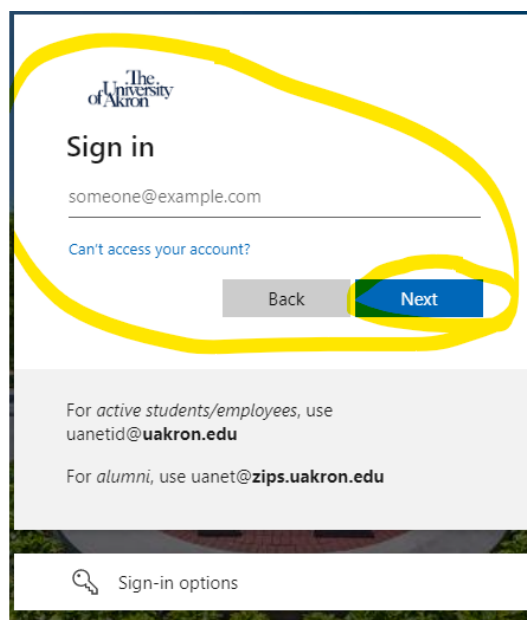 The
University
of Akron
Sign in
someone@example.com
Can't access your account?
Back Next
For active students/employees, use
uanetid@uakron.edu
For alumni, use uanet@zips.uakron.edu
Sign-in options